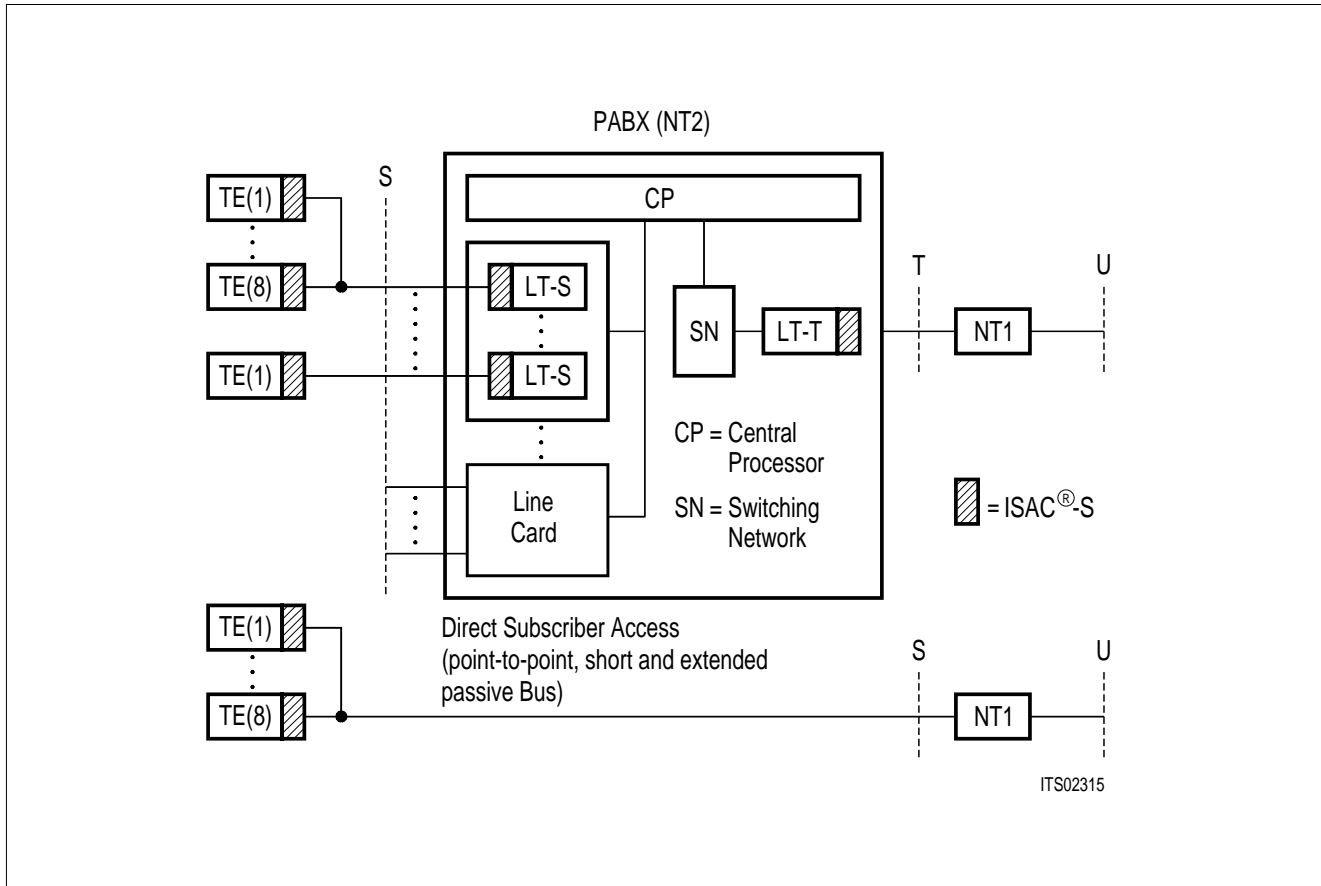 PABX (NT2)
S
CP
TE(1)
TE(8)
TE(1)
LT-S
LT-S
SN
LT-T
T
NT1
U
CP = Central
Processor
SN = Switching
Network
Line
Card
= ISAC®-S
TE(1)
TE(8)
Direct Subscriber Access
(point-to-point, short and extended
passive Bus)
S
NT1
U
ITS02315